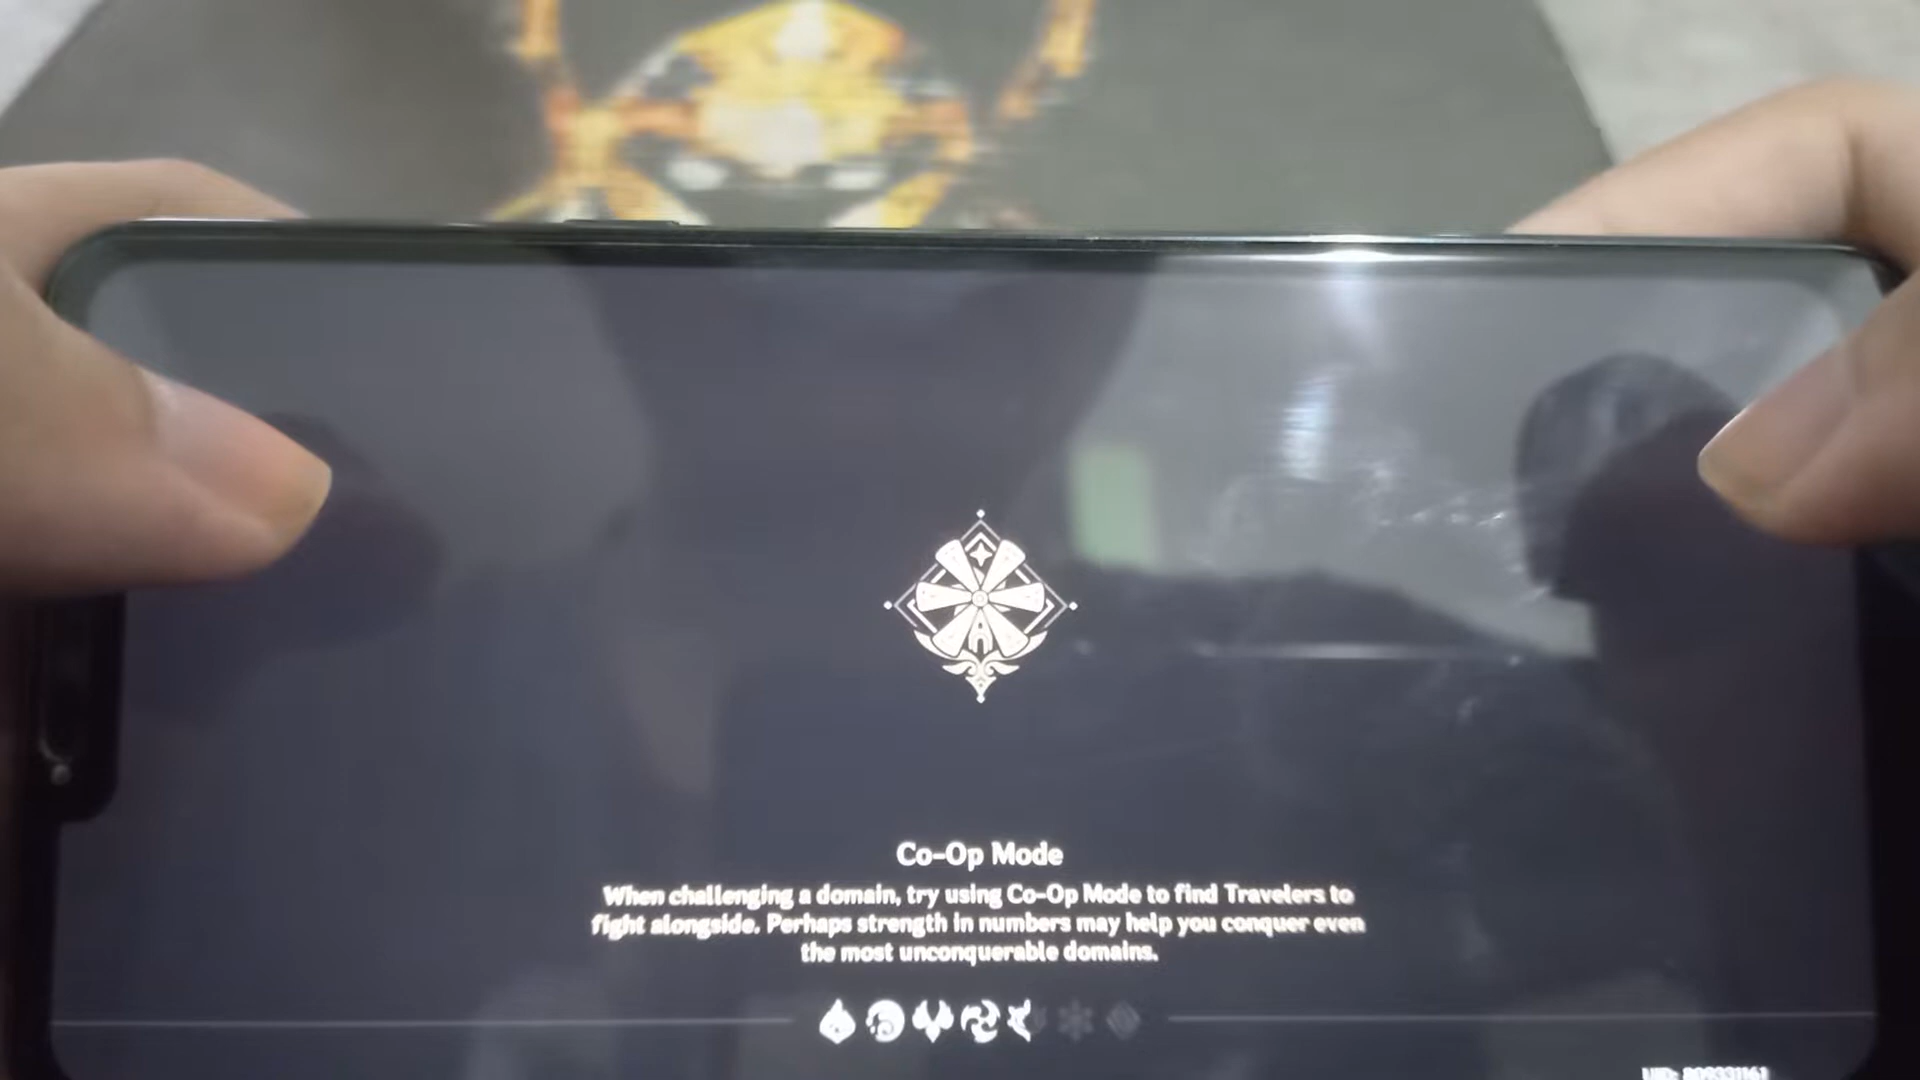 Co-Op Mode
When challenging a domain, try using Co-Op Mode to find Travelers to
fight alongside. Perhaps strength in numbers may help you conquer even
the most unconquerable domains.
UID: